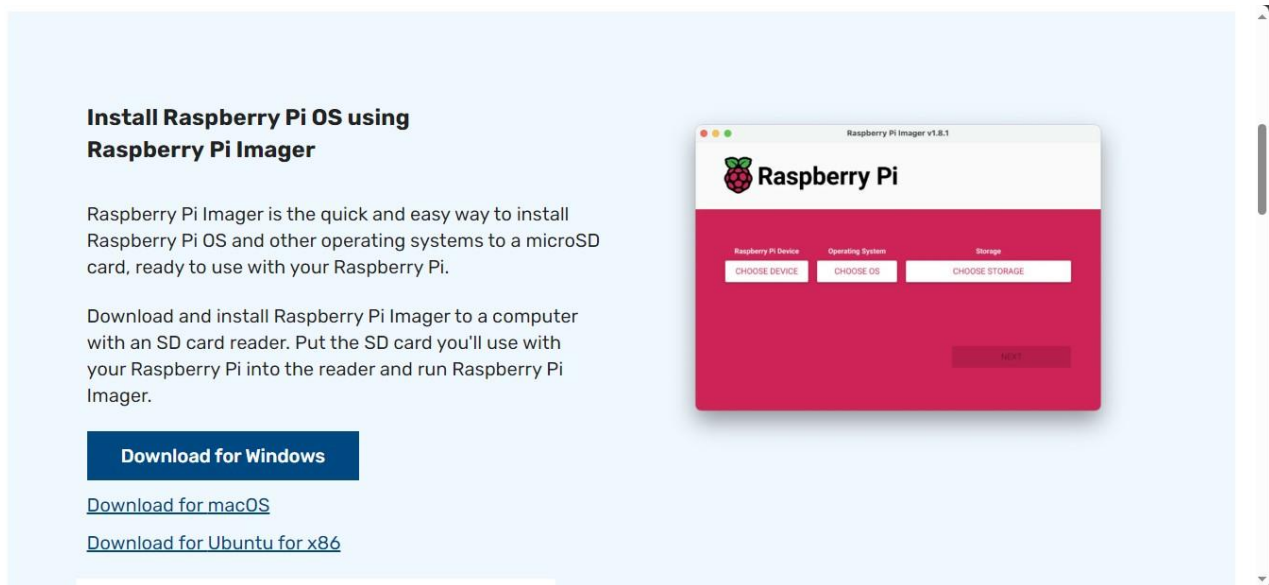 Install Raspberry Pi OS using
Raspberry Pi Imager
Raspberry Pi Imager is the quick and easy way to install
Raspberry Pi OS and other operating systems to a microSD
card, ready to use with your Raspberry Pi.
Download and install Raspberry Pi Imager to a computer
with an SD card reader. Put the SD card you'll use with
your Raspberry Pi into the reader and run Raspberry Pi
Imager.
Download for Windows
Download for macOS
Download for Ubuntu for x86
Raspberry Pi Imager v1.8.1
Raspberry Pi
Raspberry Pi Device Operating System Storage
CHOOSE DEVICE CHOOSE OS CHOOSE STORAGE
NEXT